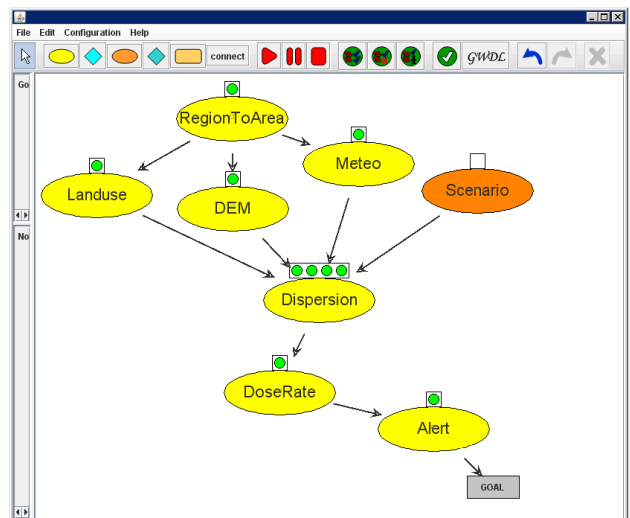 File Edit Configuration Help
connect
GWDL
Go
No
RegionToArea
Meteo
Landuse
DEM
Scenario
Dispersion
DoseRate
Alert
GOAL